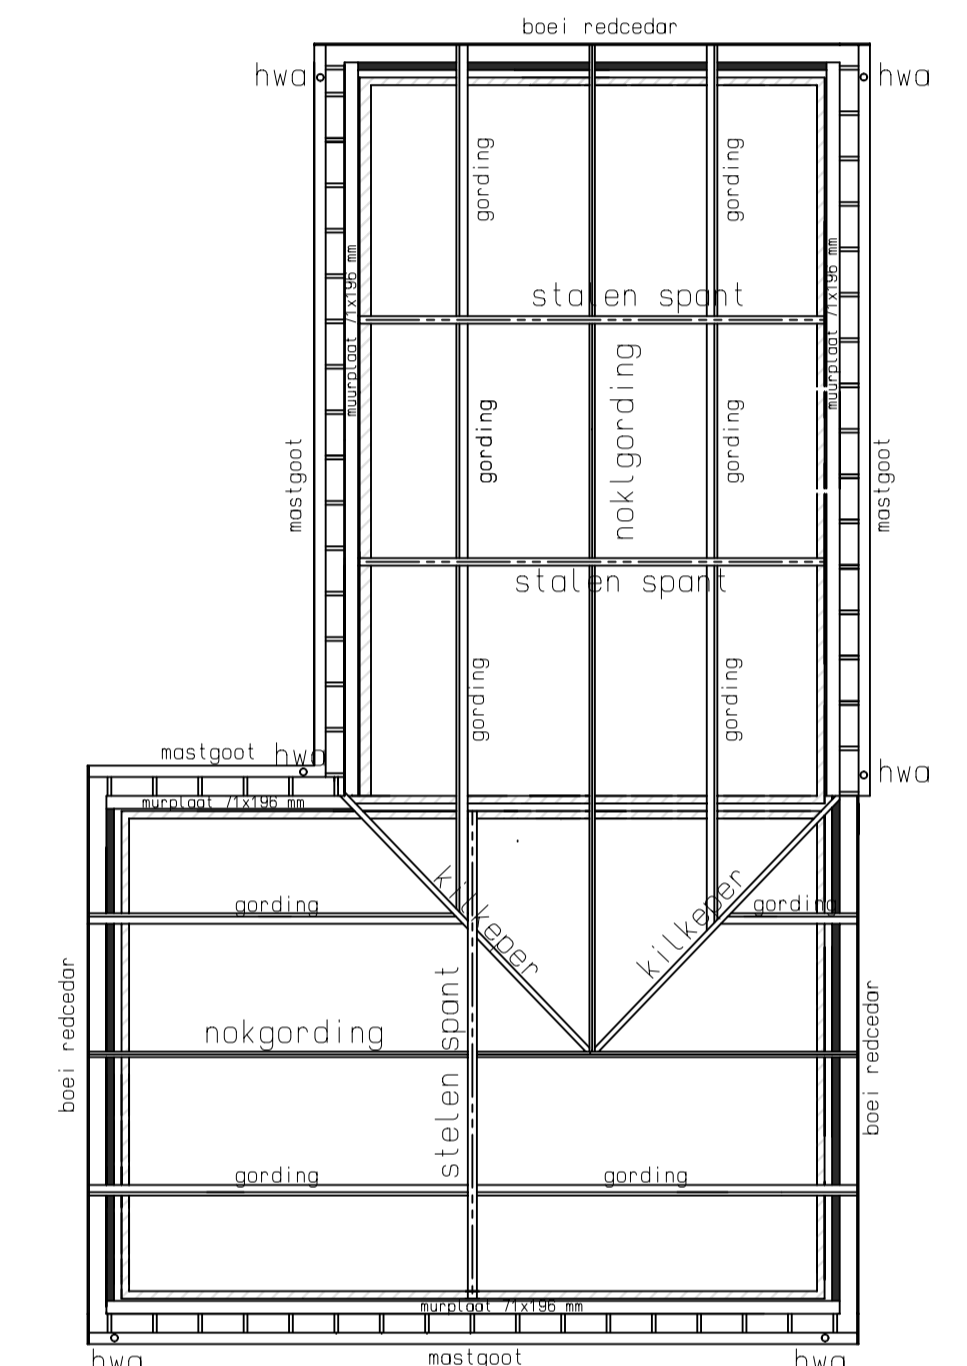 boei redcedar
hwa
hwa
gording
gording
stalen spant
muurplaat 71x196 mm
muurplaat 71x196 mm
noklgording
gording
gording
mastgoot
mastgoot
stalen spant
gording
gording
mastgoot
hwa
hwa
murplaat 71x196 mm
kilkeper
kilkeper
gording
gording
boei redcedar
stelen spant
nokgording
boei redcedar
gording
gording
murplaat 71x196 mm
hwa
mastgoot
hwa